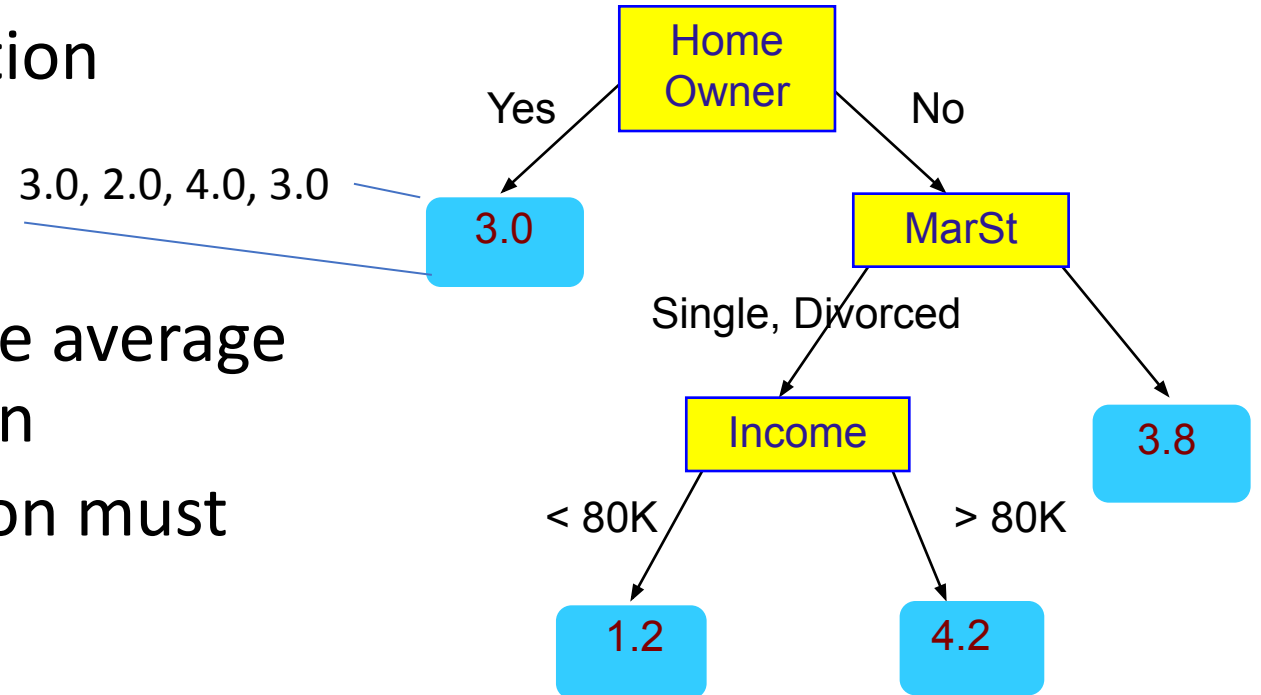 tion
3.0, 2.0, 4.0, 3.0
e average
n
on must
Home
Owner
Yes
No
3.0
MarSt
Single, Divorced
Income
3.8
< 80K
> 80K
1.2
4.2